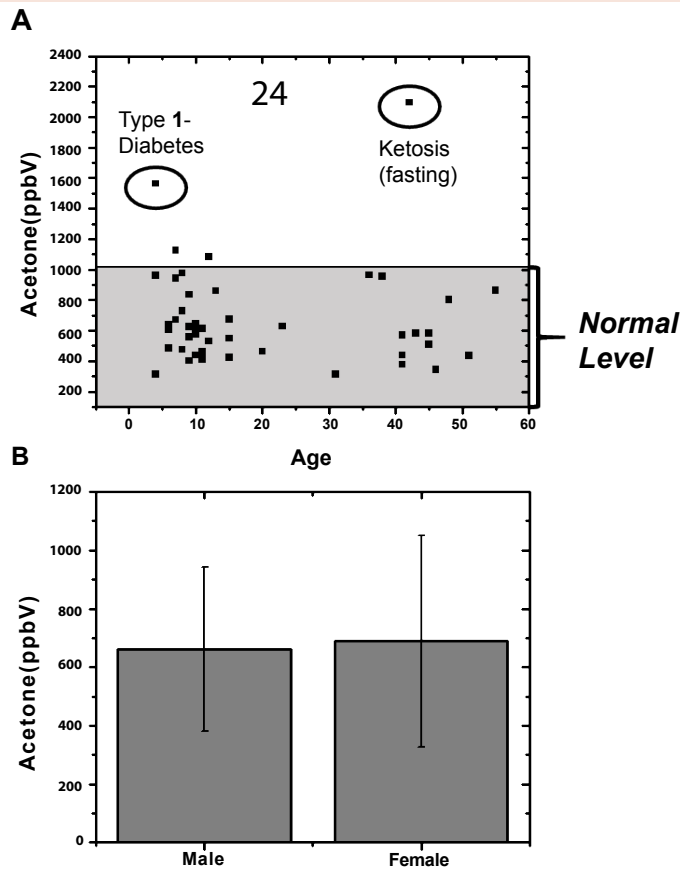 A
2400
2200
2000
1800
1600
1400
1200
1000
800
600
400
200
Acetone(ppbV)
24
Type 1-
Diabetes
Ketosis
(fasting)
Normal
Level
0
10
20
30
40
50
60
Age
B
1200
1000
800
600
400
200
0
Acetone(ppbV)
Male
Female